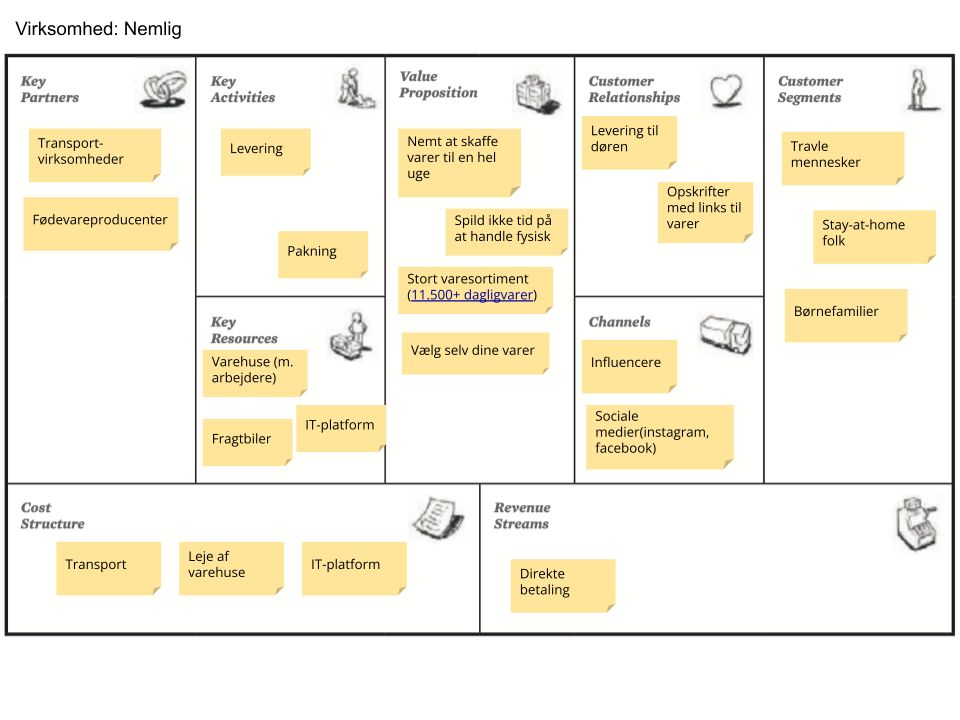 Virksomhed: Nemlig
Key
Partners
Transport-
virksomheder
Fødevareproducenter
Key
Activities
Levering
Pakning
Key
Resources
Varehuse (m.
arbejdere)
IT-platform
Fragtbiler
Value
Proposition
Nemt at skaffe
varer til en hel
uge
Spild ikke tid på
at handle fysisk
Stort varesortiment
(11.500+ dagligvarer)
Vælg selv dine varer
Customer
Relationships
Levering til
døren
Opskrifter
med links til
varer
Channels
Influencere
Sociale
medier(instagram,
facebook)
Customer
Segments
Travle
mennesker
Stay-at-home
folk
Børnefamilier
Cost
Structure
Transport
Leje af
varehuse
IT-platform
Revenue
Streams
Direkte
betaling